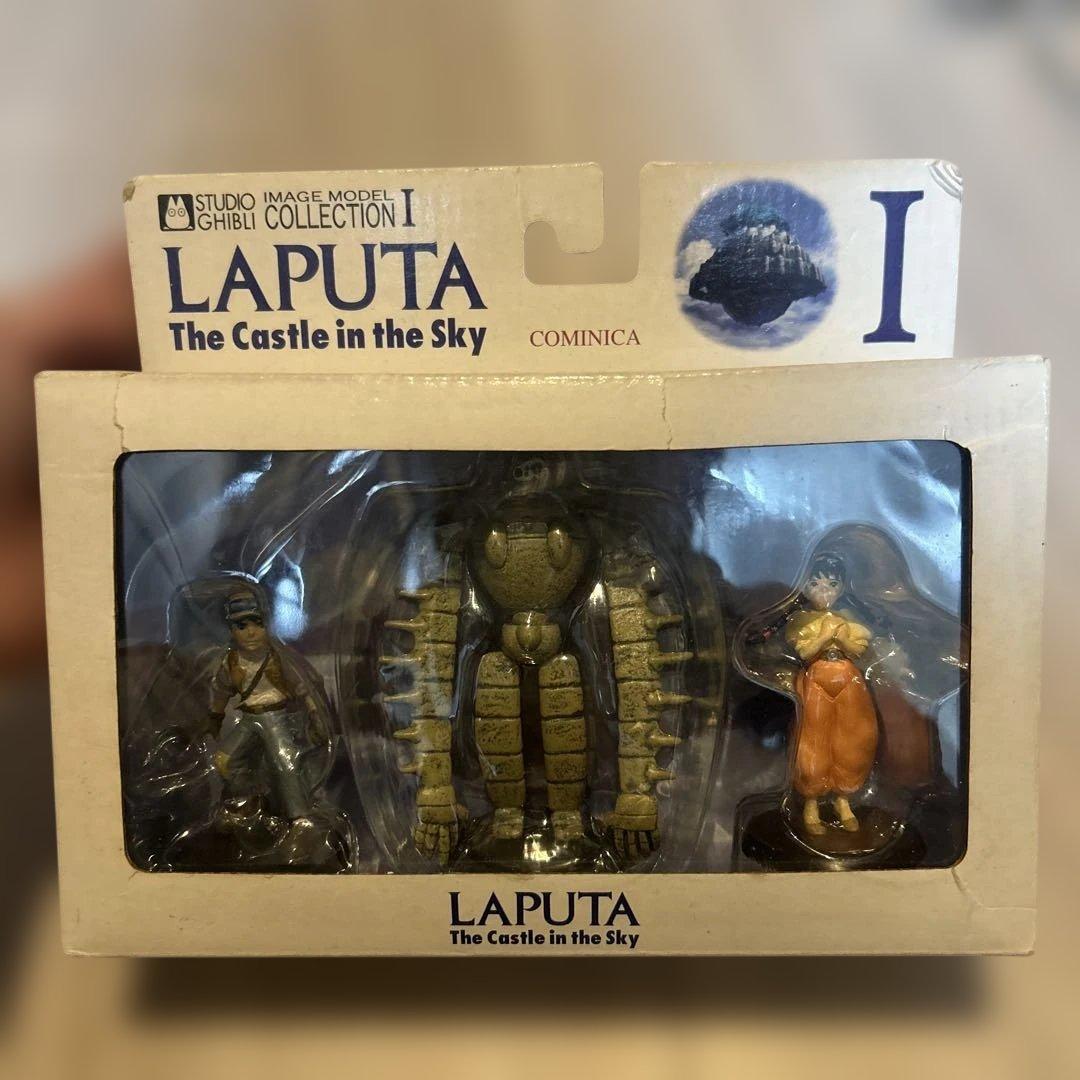 STUDIO GHIBLI IMAGE MODEL COLLECTION I
LAPUTA
The Castle in the Sky
COMINICA
I
LAPUTA
The Castle in the Sky